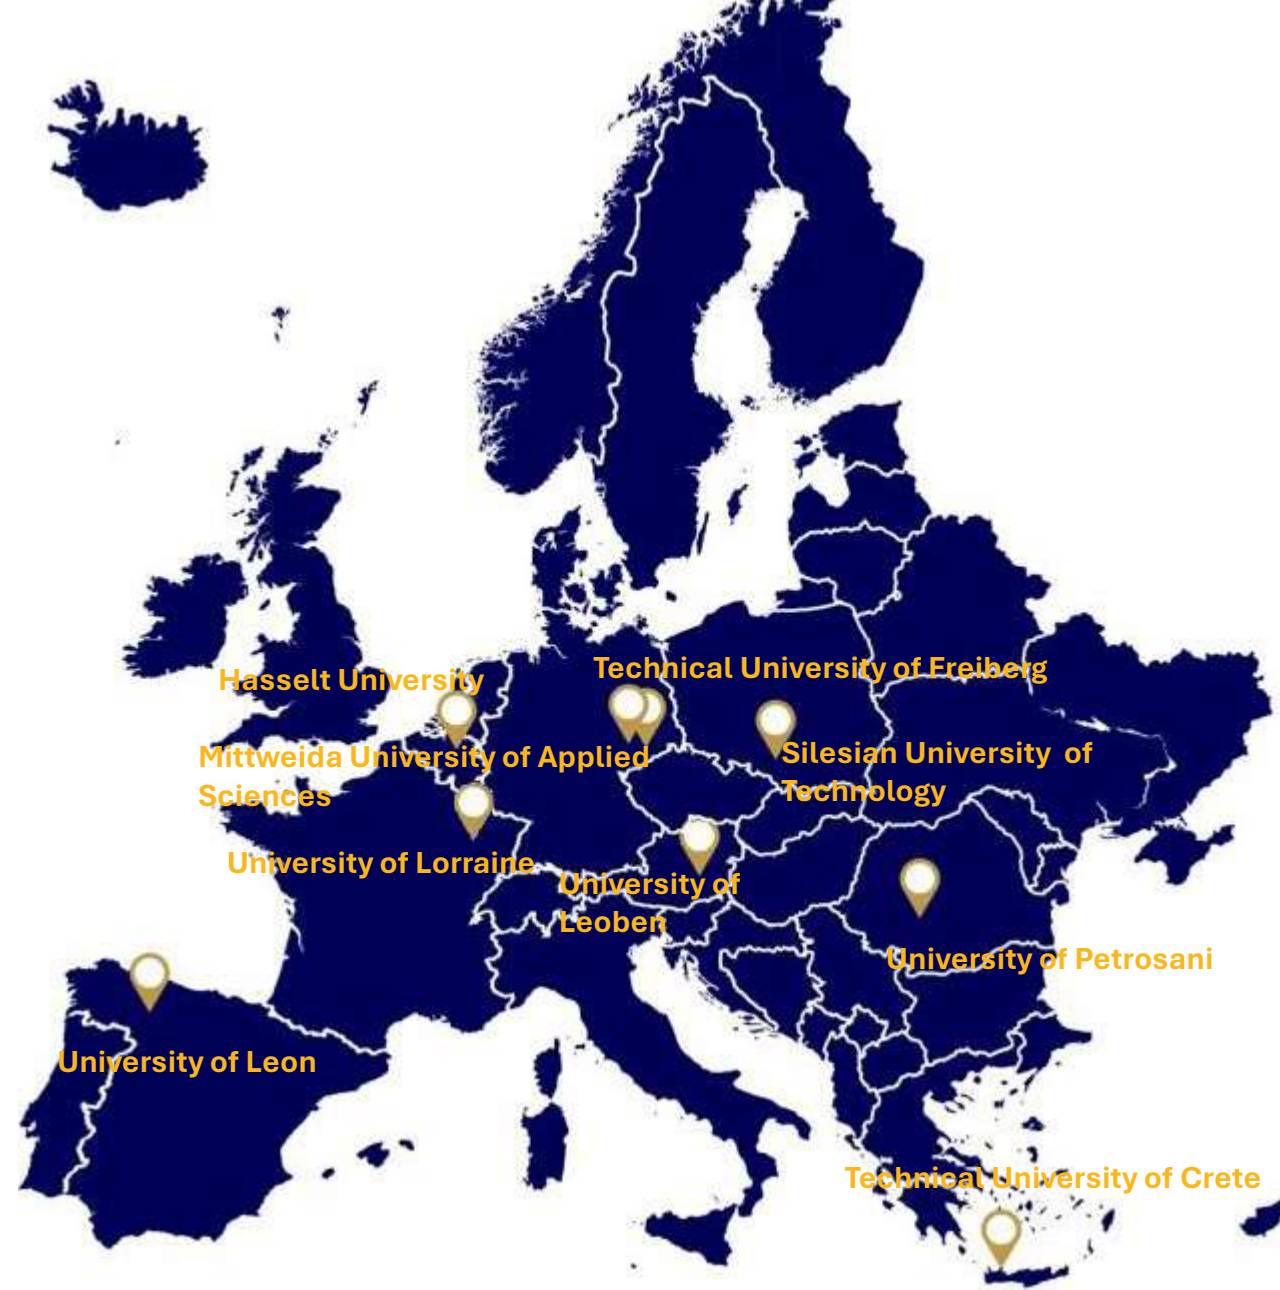 Technical University of Freiberg
Hasselt University
Silesian University of
Technology
Mittweida University of Applied
Sciences
University of Lorraine
University of
Leoben
University of Petrosani
University of Leon
Technical University of Crete